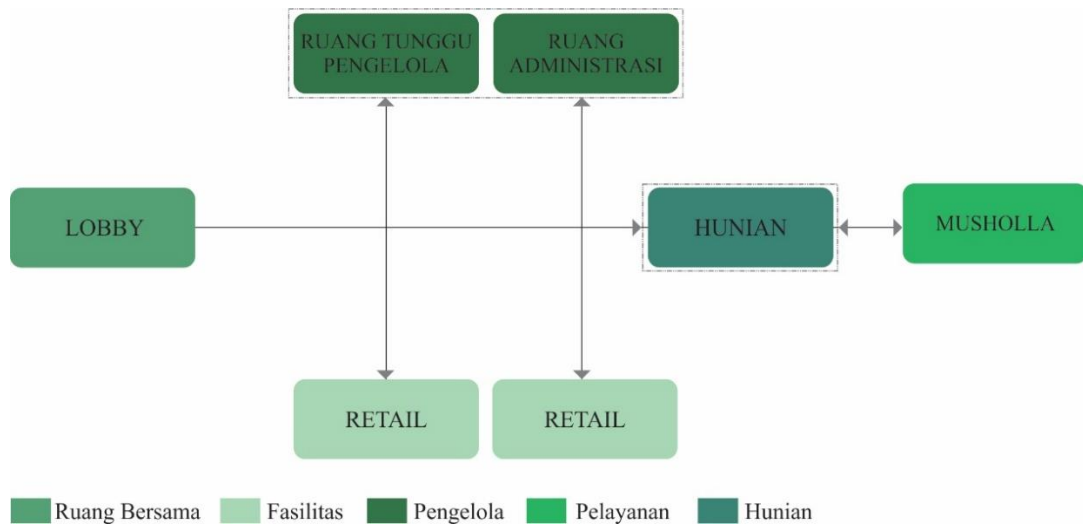 RUANG TUNGGU
PENGELOLA
RUANG
ADMINISTRASI
LOBBY
HUNIAN
MUSHOLLA
RETAIL
RETAIL
Ruang Bersama
Fasilitas
Pengelola
Pelayanan
Hunian